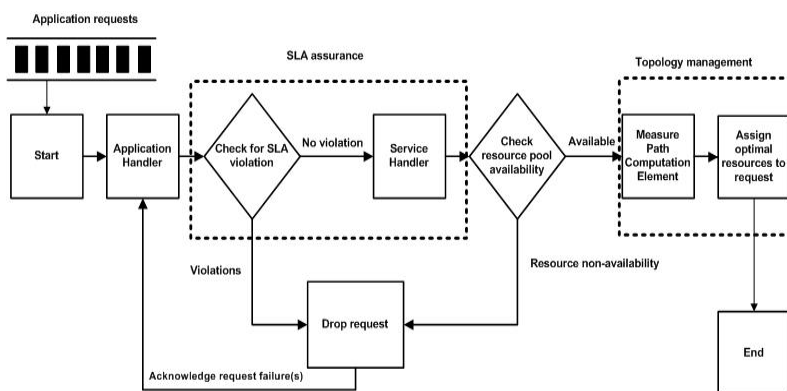 Application requests
SLA assurance
Topology management
Start
Application
Handler
Check for SLA
violation
No violation
Service
Handler
Check
resource pool
availability
Available
Measure
Path
Computation
Element
Assign
optimal
resources to
request
Violations
Resource non-availability
Drop request
End
Acknowledge request failure(s)